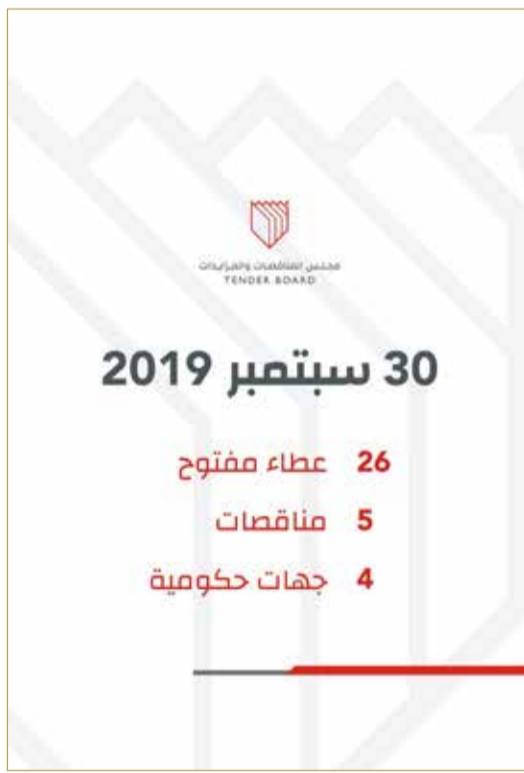 مجلس المناقصات والمزايدات
TENDER BOARD
30 سبتمبر 2019
26 عطاء مفتوح
5 مناقصات
4 جهات حكومية